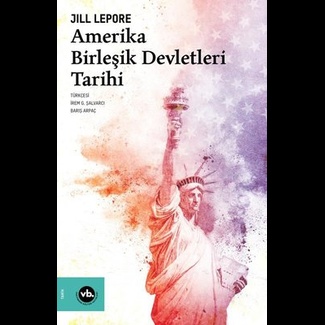 JILL LEPORE
Amerika
Birleşik Devletleri
Tarihi
TÜRKÇESİ
İREM G. ŞALVARCI
BARIŞ ARPAÇ
vb.